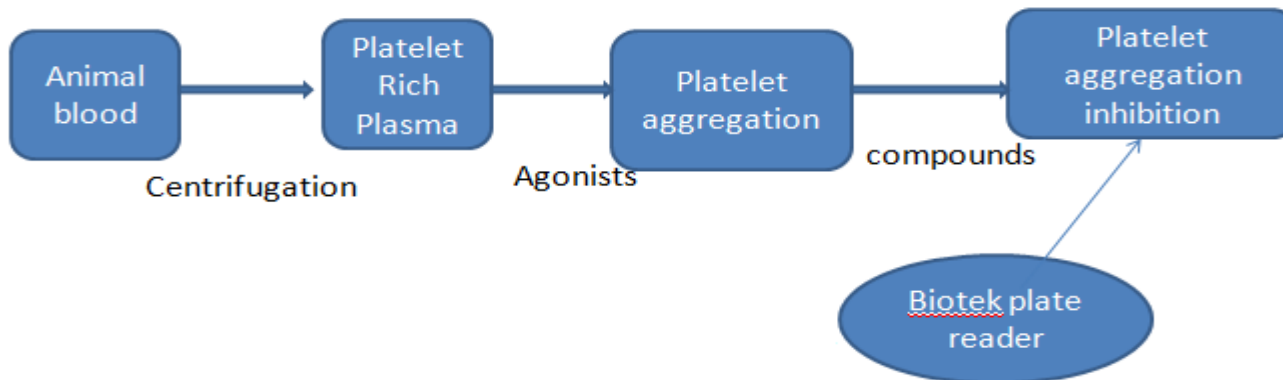 Animal
blood
Centrifugation
Platelet
Rich
Plasma
Agonists
Platelet
aggregation
compounds
Platelet
aggregation
inhibition
Biotek plate
reader